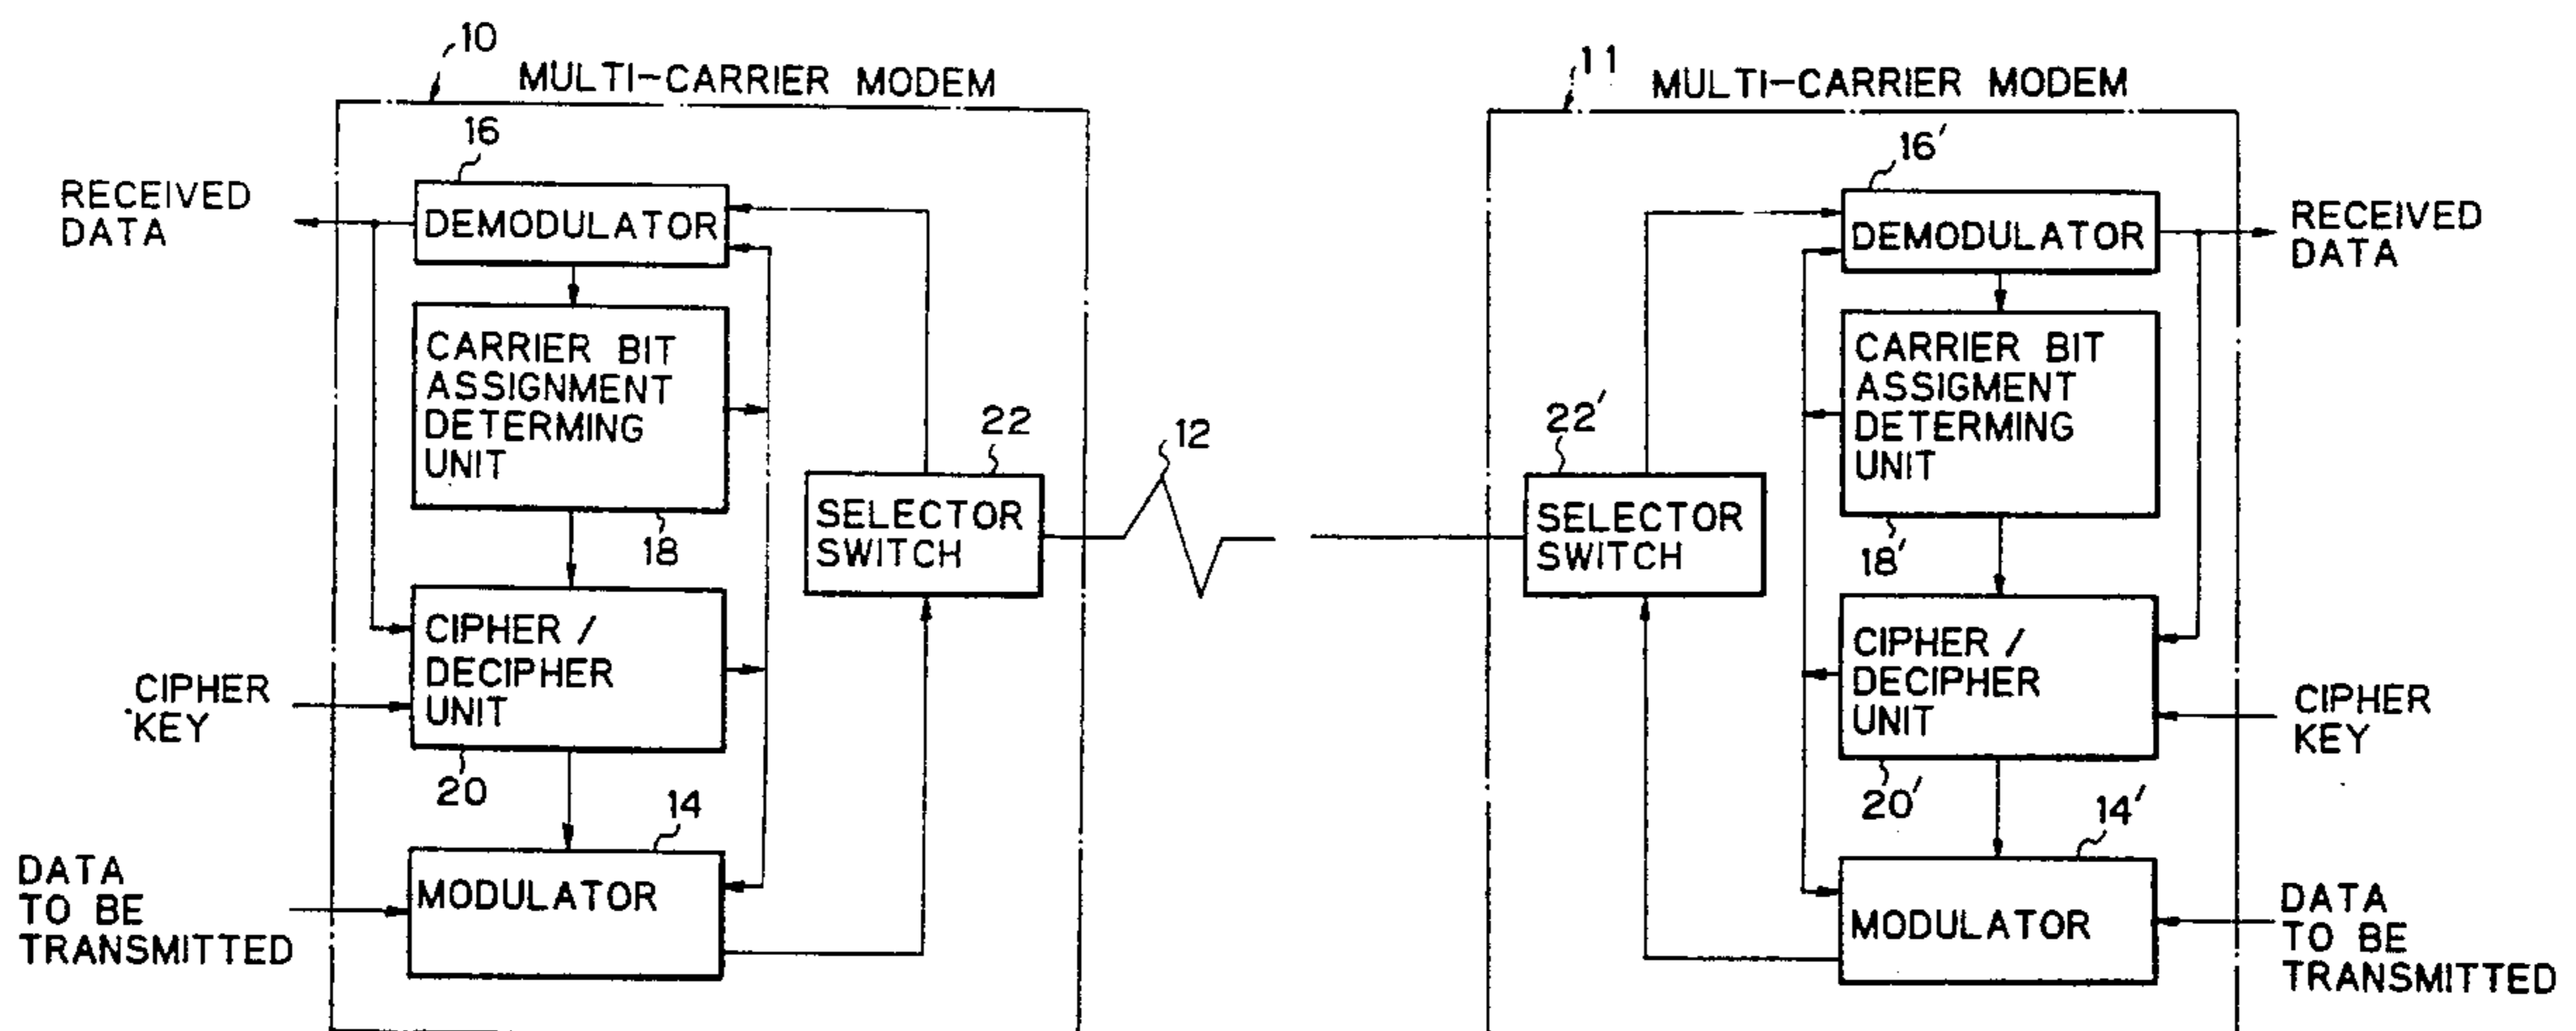 10
MULTI-CARRIER MODEM
16
RECEIVED
DATA
DEMODULATOR
CARRIER BIT
ASSIGNMENT
DETERMING
UNIT
18
22
SELECTOR
SWITCH
12
CIPHER /
DECIPHER
UNIT
20
CIPHER
KEY
14
MODULATOR
DATA
TO BE
TRANSMITTED
11
MULTI-CARRIER MODEM
16'
DEMODULATOR
RECEIVED
DATA
CARRIER BIT
ASSIGMENT
DETERMING
UNIT
18'
22'
SELECTOR
SWITCH
CIPHER /
DECIPHER
UNIT
20'
CIPHER
KEY
14'
MODULATOR
DATA
TO BE
TRANSMITTED